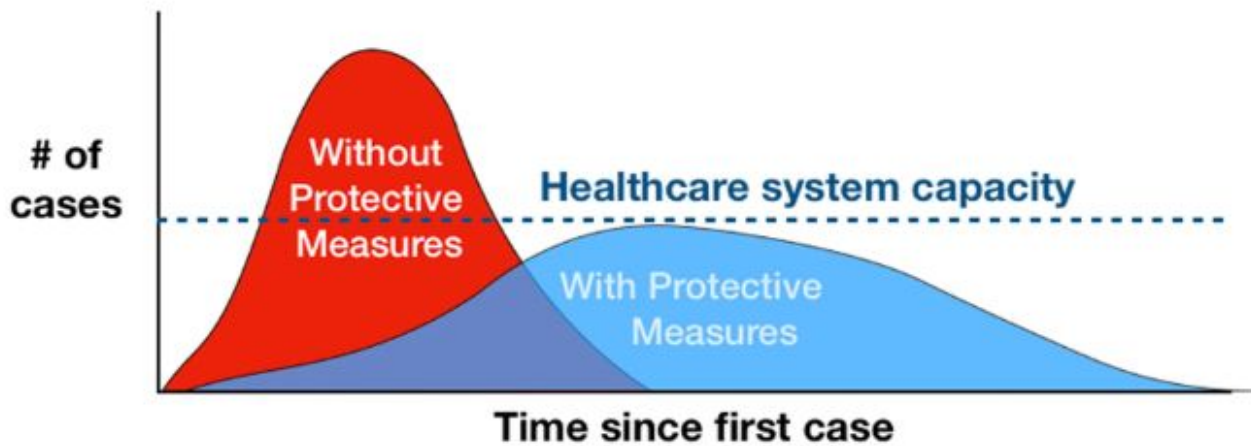 # of
cases
Without
Protective
Measures
Healthcare system capacity
With Protective
Measures
Time since first case